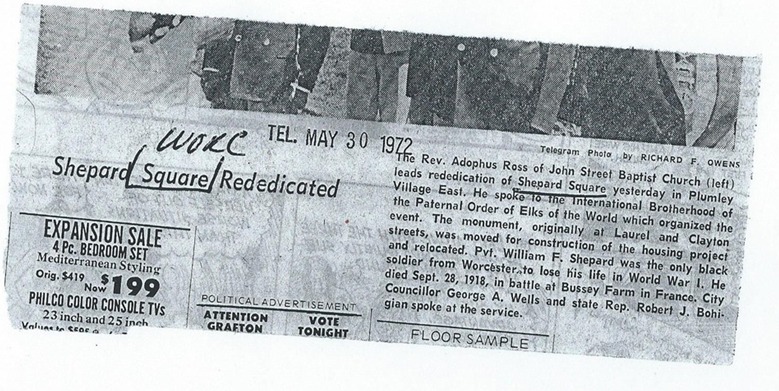 WORC TEL. MAY 30 1972
Telegram Photo by RICHARD F. OWENS
Shepard Square Rededicated
The Rev. Adophus Ross of John Street Baptist Church (left)
leads rededication of Shepard Square yesterday in Plumley
Village East. He spoke to the International Brotherhood of
the Paternal Order of Elks of the World which organized the
event. The monument, originally at Laurel and Clayton
streets, was moved for construction of the housing project
and relocated. Pvt. William F. Shepard was the only black
soldier from Worcester to lose his life in World War I. He
died Sept. 28, 1918, in battle at Bussey Farm in France. City
Councillor George A. Wells and state Rep. Robert J. Bohi-
gian spoke at the service.
EXPANSION SALE
4 Pc. BEDROOM SET
Mediterranean Styling
Orig. $419 Now $199
PHILCO COLOR CONSOLE TVs
23 inch and 25 inch
Values to
POLITICAL ADVERTISEMENT
ATTENTION
GRAFTON
VOTE
TONIGHT
FLOOR SAMPLE